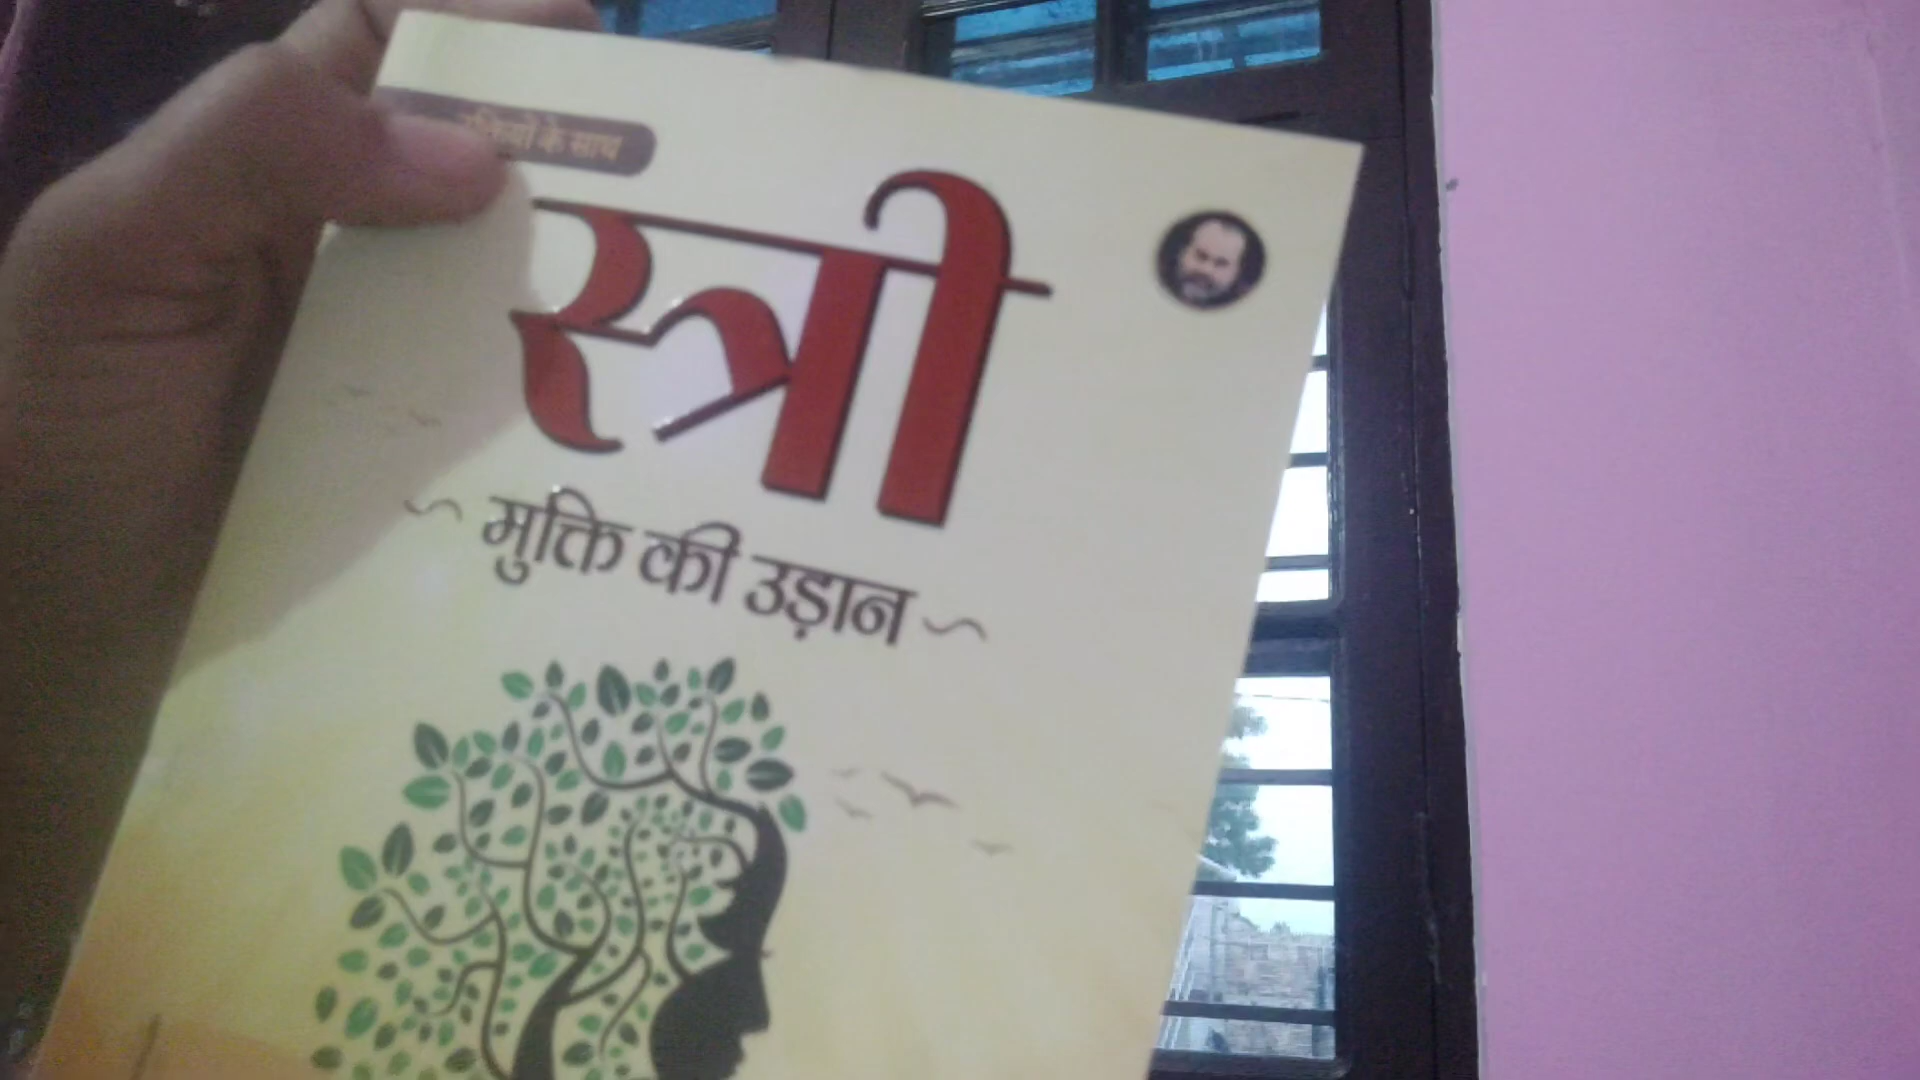 के साथ
स्त्री
मुक्ति की उड़ान